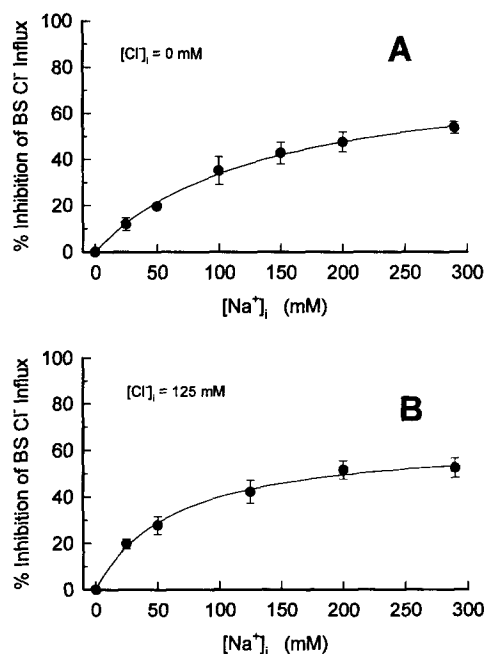 A
[Cl⁻]i = 0 mM
% Inhibition of BS Cl⁻ Influx
100
80
60
40
20
0
0 50 100 150 200 250 300
[Na⁺]i (mM)
B
[Cl⁻]i = 125 mM
% Inhibition of BS Cl⁻ Influx
100
80
60
40
20
0
0 50 100 150 200 250 300
[Na⁺]i (mM)